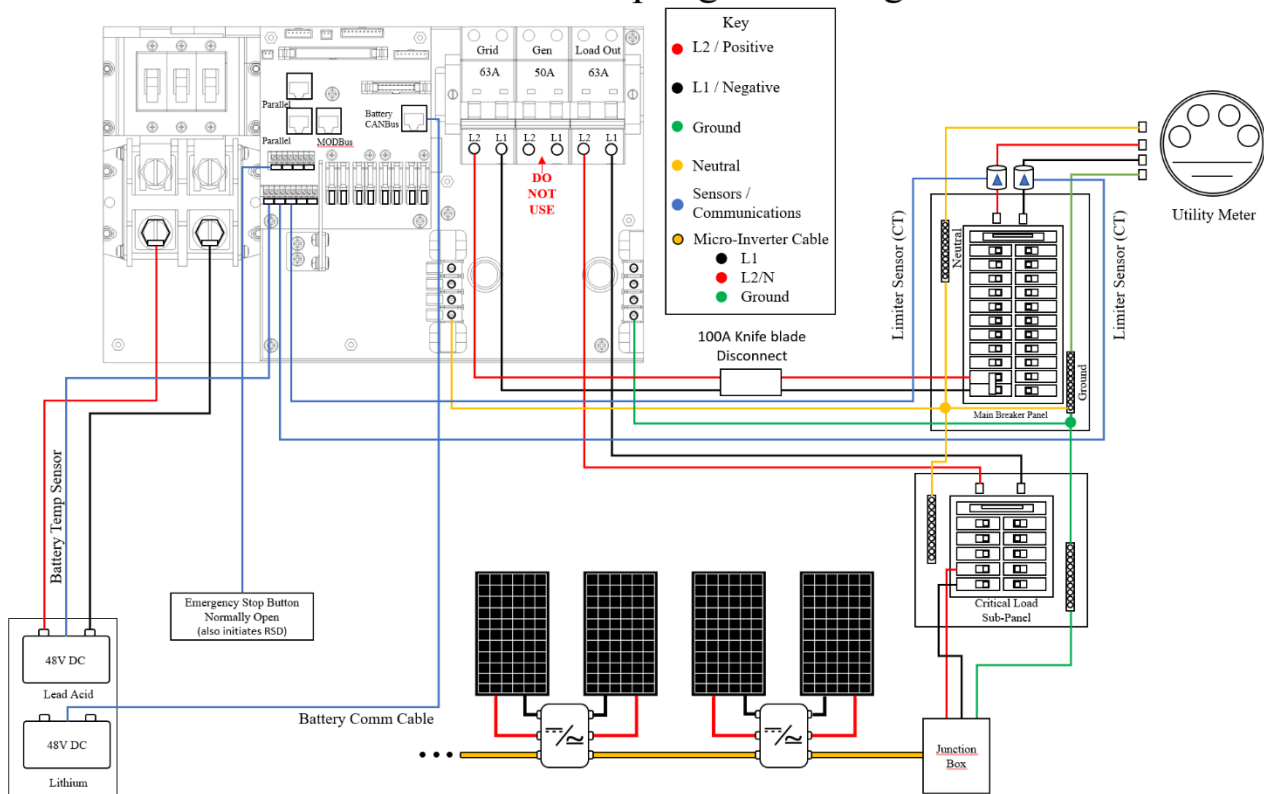 Key
L2 / Positive
L1 / Negative
Ground
Neutral
Sensors /
Communications
Micro-Inverter Cable
L1
L2/N
Ground
Grid
Gen
Load Out
63A
50A
63A
Parallel
Parallel
MODBus
Battery
CANBus
L2
L1
L2
L1
L2
L1
DO
NOT
USE
Utility Meter
Limiter Sensor (CT)
Neutral
Limiter Sensor (CT)
Ground
Main Breaker Panel
100A Knife blade
Disconnect
Battery Temp Sensor
Emergency Stop Button
Normally Open
(also initiates RSD)
Critical Load
Sub-Panel
48V DC
Lead Acid
48V DC
Lithium
Battery Comm Cable
Junction
Box